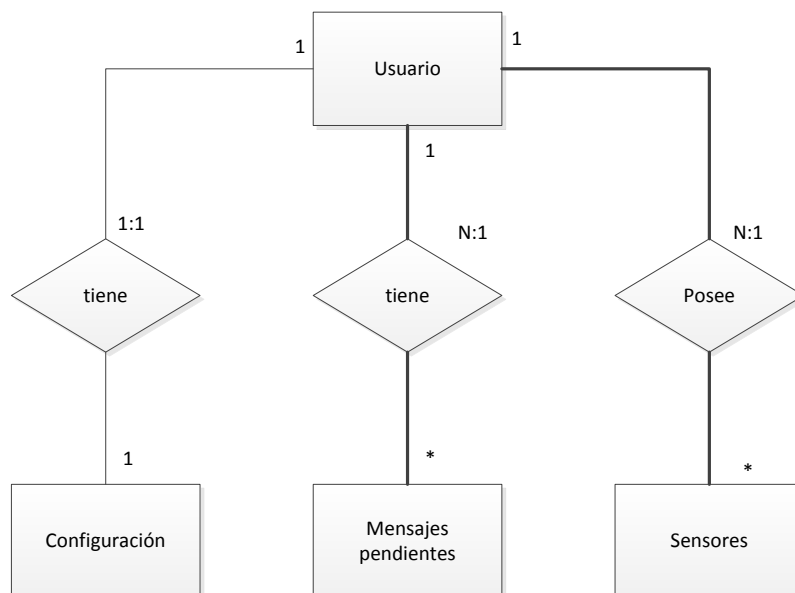 1
Usuario
1
1
1:1
N:1
N:1
tiene
tiene
Posee
1
*
*
Configuración
Mensajes
pendientes
Sensores